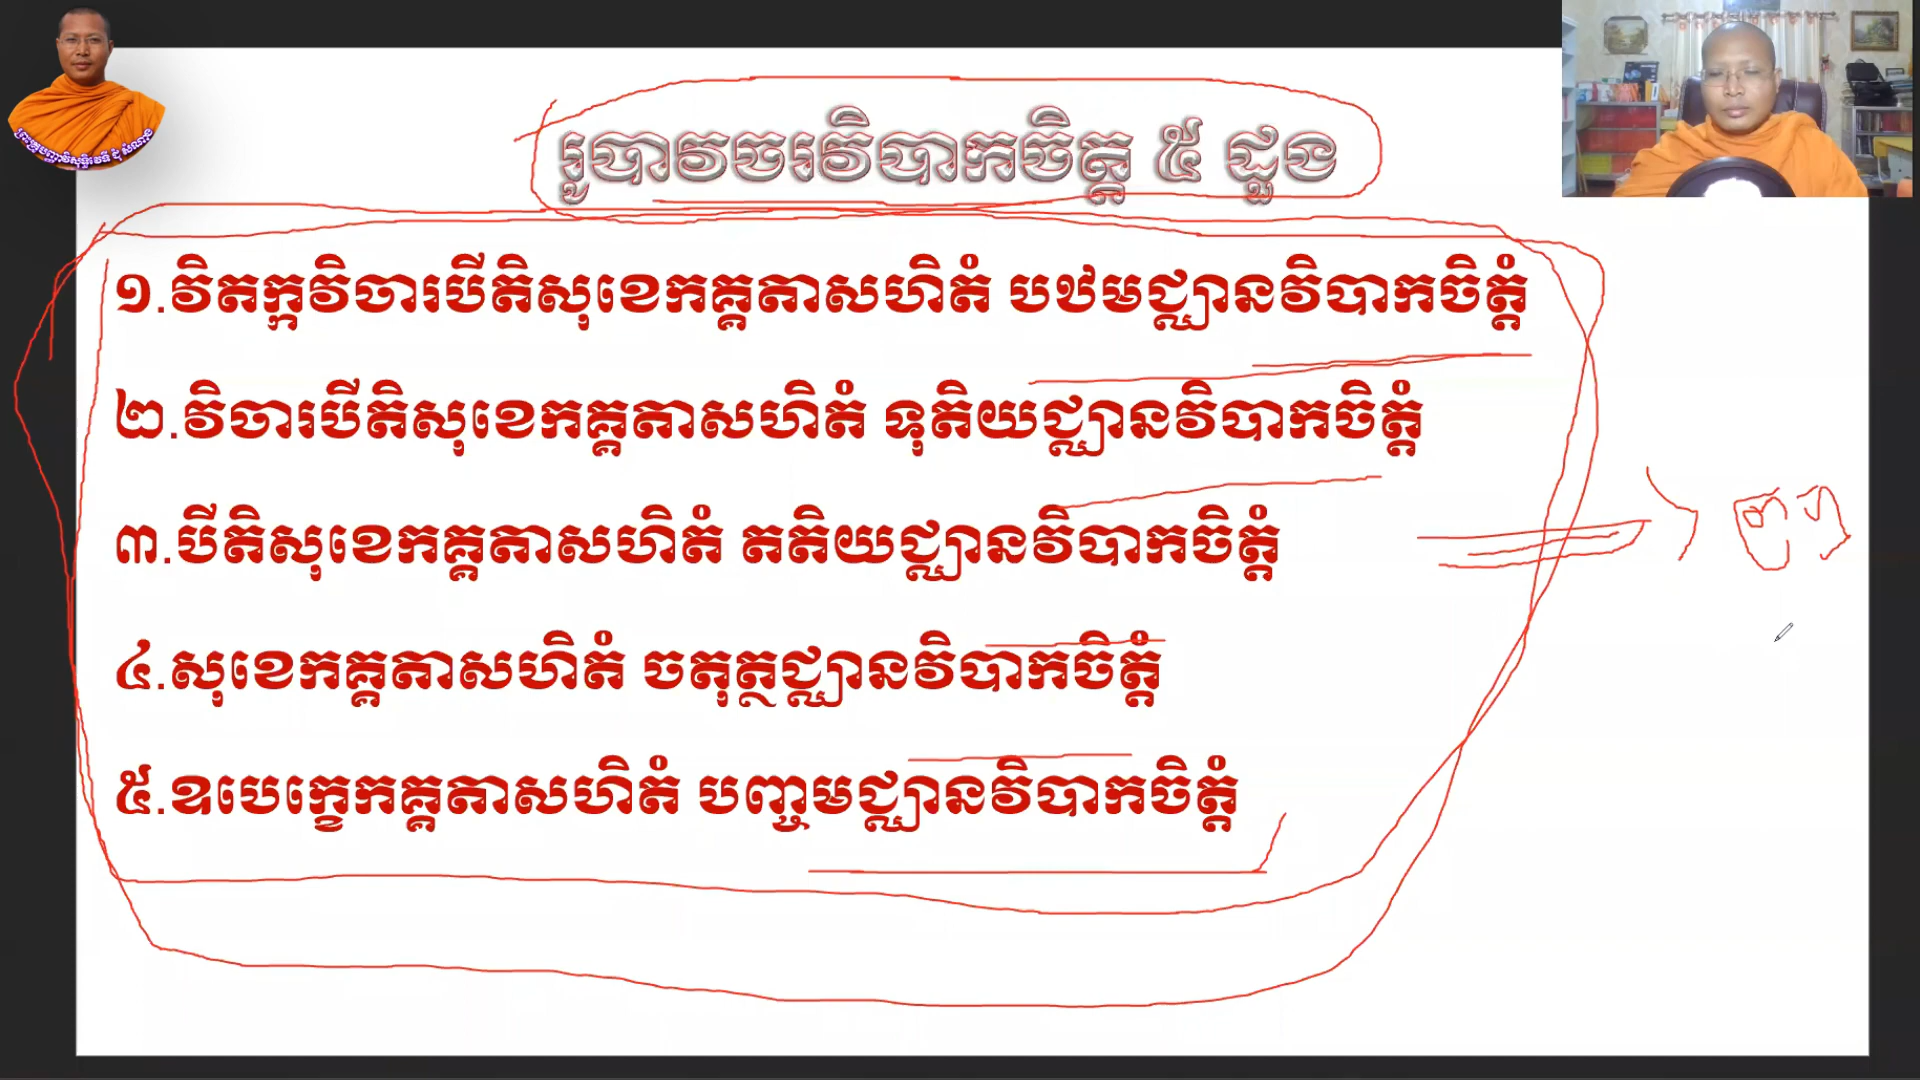 រូបាវចរវិបាកចិត្ត ៥ ដួង
១.វិតក្កវិចារបីតិសុខេកគ្គតាសហិតំ បឋមជ្ឈានវិបាកចិត្តំ
២.វិចារបីតិសុខេកគ្គតាសហិតំ ទុតិយជ្ឈានវិបាកចិត្តំ
៣.បីតិសុខេកគ្គតាសហិតំ តតិយជ្ឈានវិបាកចិត្តំ
៤.សុខេកគ្គតាសហិតំ ចតុត្ថជ្ឈានវិបាកចិត្តំ
៥.ឧបេក្ខេកគ្គតាសហិតំ បញ្ចមជ្ឈានវិបាកចិត្តំ